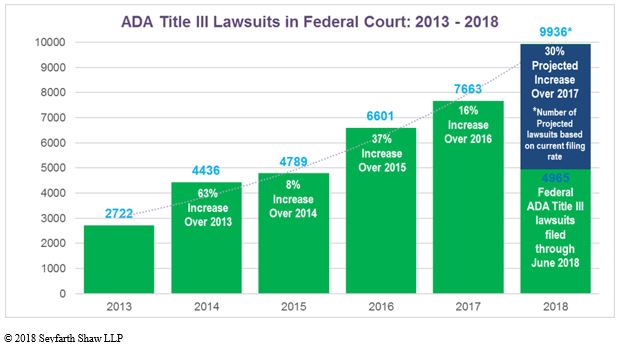 ADA Title III Lawsuits in Federal Court: 2013 - 2018
10000
9000
8000
7000
6000
5000
4000
3000
2000
1000
0
2722
4436
63%
Increase
Over 2013
4789
8%
Increase
Over 2014
6601
37%
Increase
Over 2015
7663
16%
Increase
Over 2016
9936*
30%
Projected
Increase
Over 2017
*Number of
Projected
lawsuits based
on current filing
rate
4965
Federal
ADA Title III
lawsuits
filed
through
June 2018
2013
2014
2015
2016
2017
2018
© 2018 Seyfarth Shaw LLP